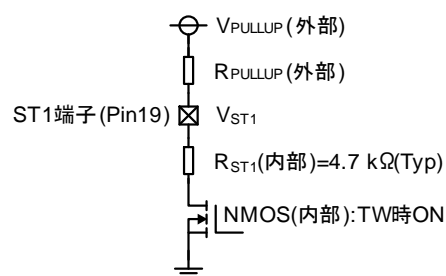 VPULLUP(外部)
RPULLUP(外部)
ST1端子(Pin19) VST1
RST1(内部)=4.7 kΩ(Typ)
NMOS(内部):TW時ON